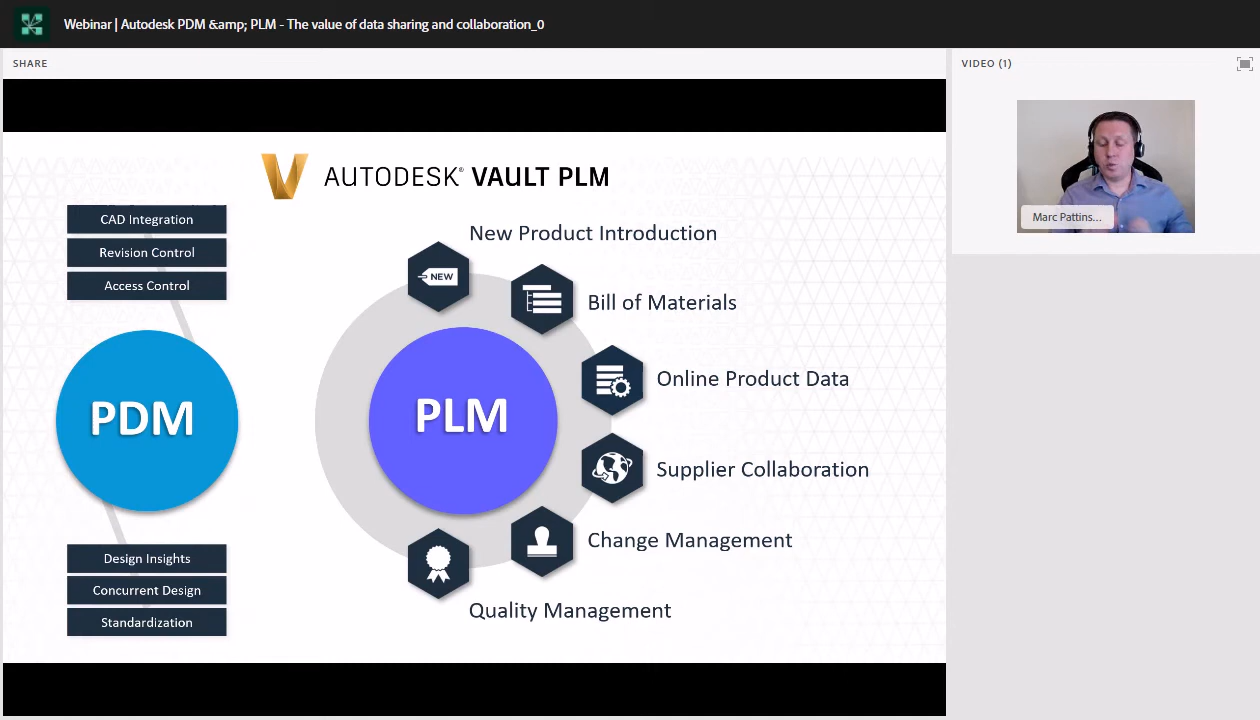 Webinar | Autodesk PDM &amp; PLM - The value of data sharing and collaboration_0
SHARE
VIDEO (1)
AUTODESK® VAULT PLM
CAD Integration
Revision Control
Access Control
PDM
Design Insights
Concurrent Design
Standardization
New Product Introduction
NEW
Bill of Materials
Online Product Data
PLM
Supplier Collaboration
Change Management
Quality Management
Marc Pattins...